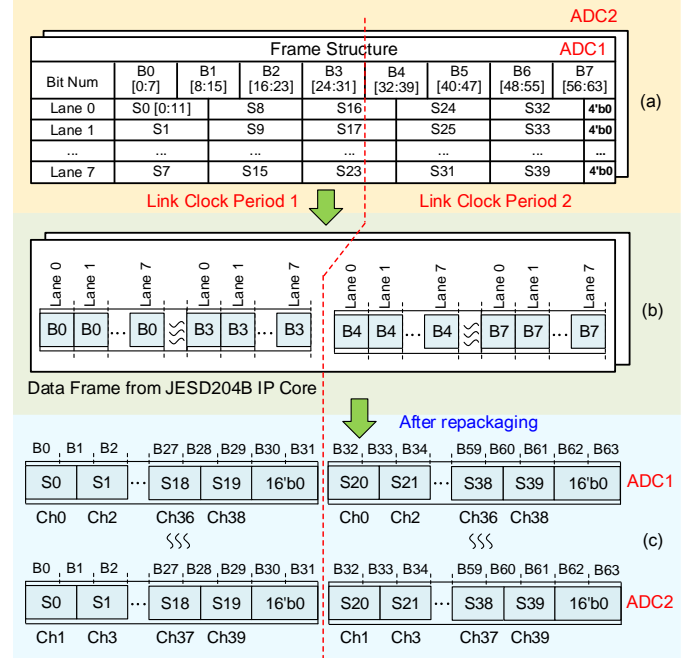 ADC2
Frame Structure ADC1
Bit Num B0 [0:7] B1 [8:15] B2 [16:23] B3 [24:31] B4 [32:39] B5 [40:47] B6 [48:55] B7 [56:63]
(a)
Lane 0 S0 [0:11] S8 S16 S24 S32 4'b0
Lane 1 S1 S9 S17 S25 S33 4'b0
... ... ... ... ... ... ...
Lane 7 S7 S15 S23 S31 S39 4'b0
Link Clock Period 1 Link Clock Period 2
Lane 0 Lane 1 Lane 7 Lane 0 Lane 1 Lane 7 Lane 0 Lane 1 Lane 7 Lane 0 Lane 1 Lane 7
B0 B0 ... B0 B3 B3 ... B3 B4 B4 ... B4 B7 B7 ... B7
(b)
Data Frame from JESD204B IP Core
After repackaging
B0 B1 B2 B27 B28 B29 B30 B31 B32 B33 B34 B59 B60 B61 B62 B63
S0 S1 ... S18 S19 16'b0 S20 S21 ... S38 S39 16'b0 ADC1
Ch0 Ch2 Ch36 Ch38 Ch0 Ch2 Ch36 Ch38
(c)
B0 B1 B2 B27 B28 B29 B30 B31 B32 B33 B34 B59 B60 B61 B62 B63
S0 S1 ... S18 S19 16'b0 S20 S21 ... S38 S39 16'b0 ADC2
Ch1 Ch3 Ch37 Ch39 Ch1 Ch3 Ch37 Ch39